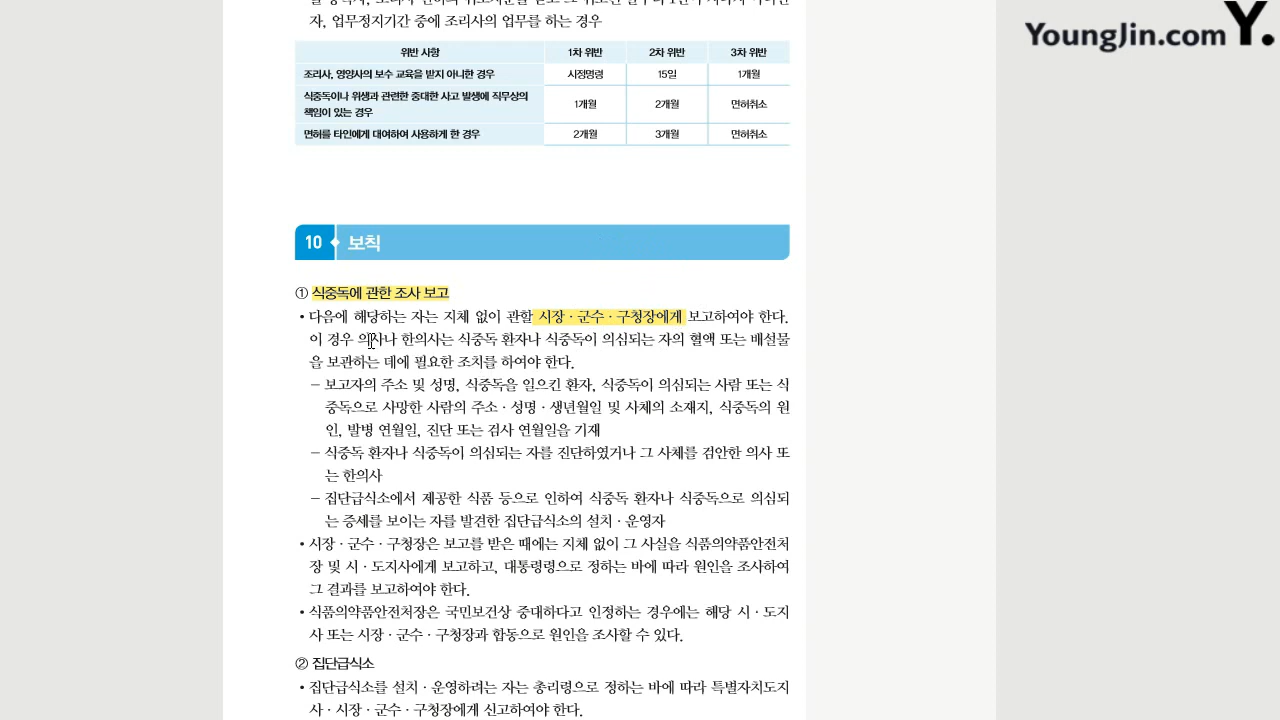 자, 업무정지기간 중에 조리사의 업무를 하는 경우
YoungJin.com Y.
위반 사항 1차 위반 2차 위반 3차 위반
조리사, 영양사의 보수 교육을 받지 아니한 경우 시정명령 15일 1개월
식중독이나 위생과 관련한 중대한 사고 발생에 직무상의
책임이 있는 경우 1개월 2개월 면허취소
면허를 타인에게 대여하여 사용하게 한 경우 2개월 3개월 면허취소
10 보칙
① 식중독에 관한 조사 보고
• 다음에 해당하는 자는 지체 없이 관할 시장 · 군수 · 구청장에게 보고하여야 한다.
이 경우 의사나 한의사는 식중독 환자나 식중독이 의심되는 자의 혈액 또는 배설물
을 보관하는 데에 필요한 조치를 하여야 한다.
– 보고자의 주소 및 성명, 식중독을 일으킨 환자, 식중독이 의심되는 사람 또는 식
중독으로 사망한 사람의 주소 · 성명 · 생년월일 및 사체의 소재지, 식중독의 원
인, 발병 연월일, 진단 또는 검사 연월일을 기재
– 식중독 환자나 식중독이 의심되는 자를 진단하였거나 그 사체를 검안한 의사 또
는 한의사
– 집단급식소에서 제공한 식품 등으로 인하여 식중독 환자나 식중독으로 의심되
는 증세를 보이는 자를 발견한 집단급식소의 설치 · 운영자
• 시장 · 군수 · 구청장은 보고를 받은 때에는 지체 없이 그 사실을 식품의약품안전처
장 및 시 · 도지사에게 보고하고, 대통령령으로 정하는 바에 따라 원인을 조사하여
그 결과를 보고하여야 한다.
• 식품의약품안전처장은 국민보건상 중대하다고 인정하는 경우에는 해당 시 · 도지
사 또는 시장 · 군수 · 구청장과 합동으로 원인을 조사할 수 있다.
② 집단급식소
• 집단급식소를 설치 · 운영하려는 자는 총리령으로 정하는 바에 따라 특별자치도지
사 · 시장 · 군수 · 구청장에게 신고하여야 한다.